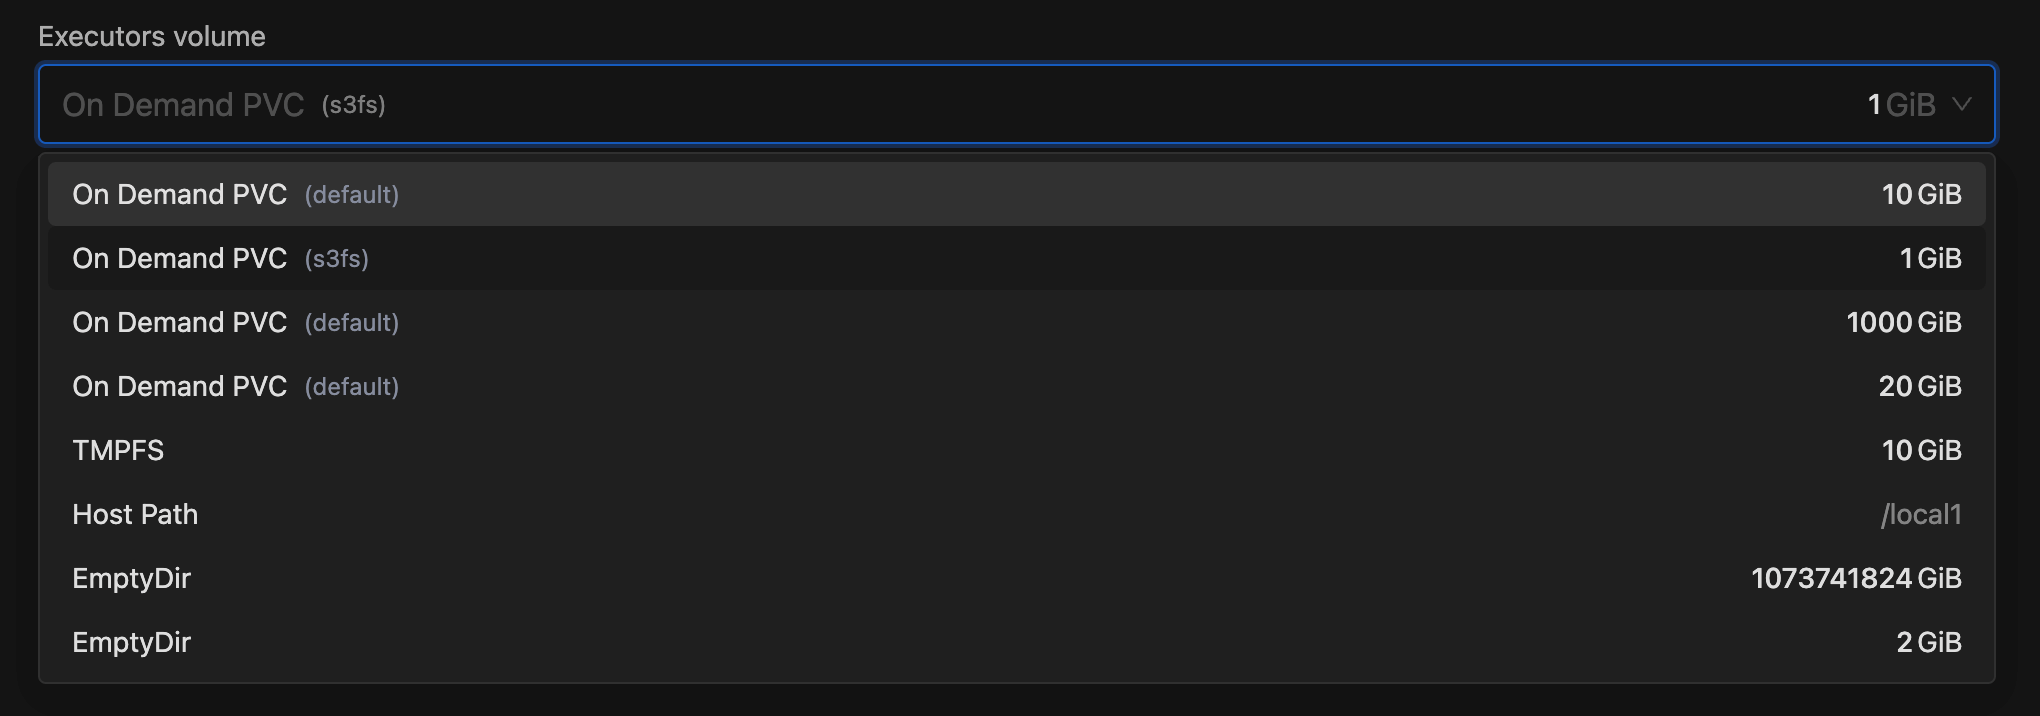 Executors volume
On Demand PVC (s3fs) 1 GiB
On Demand PVC (default) 10 GiB
On Demand PVC (s3fs) 1 GiB
On Demand PVC (default) 1000 GiB
On Demand PVC (default) 20 GiB
TMPFS 10 GiB
Host Path /local1
EmptyDir 1073741824 GiB
EmptyDir 2 GiB